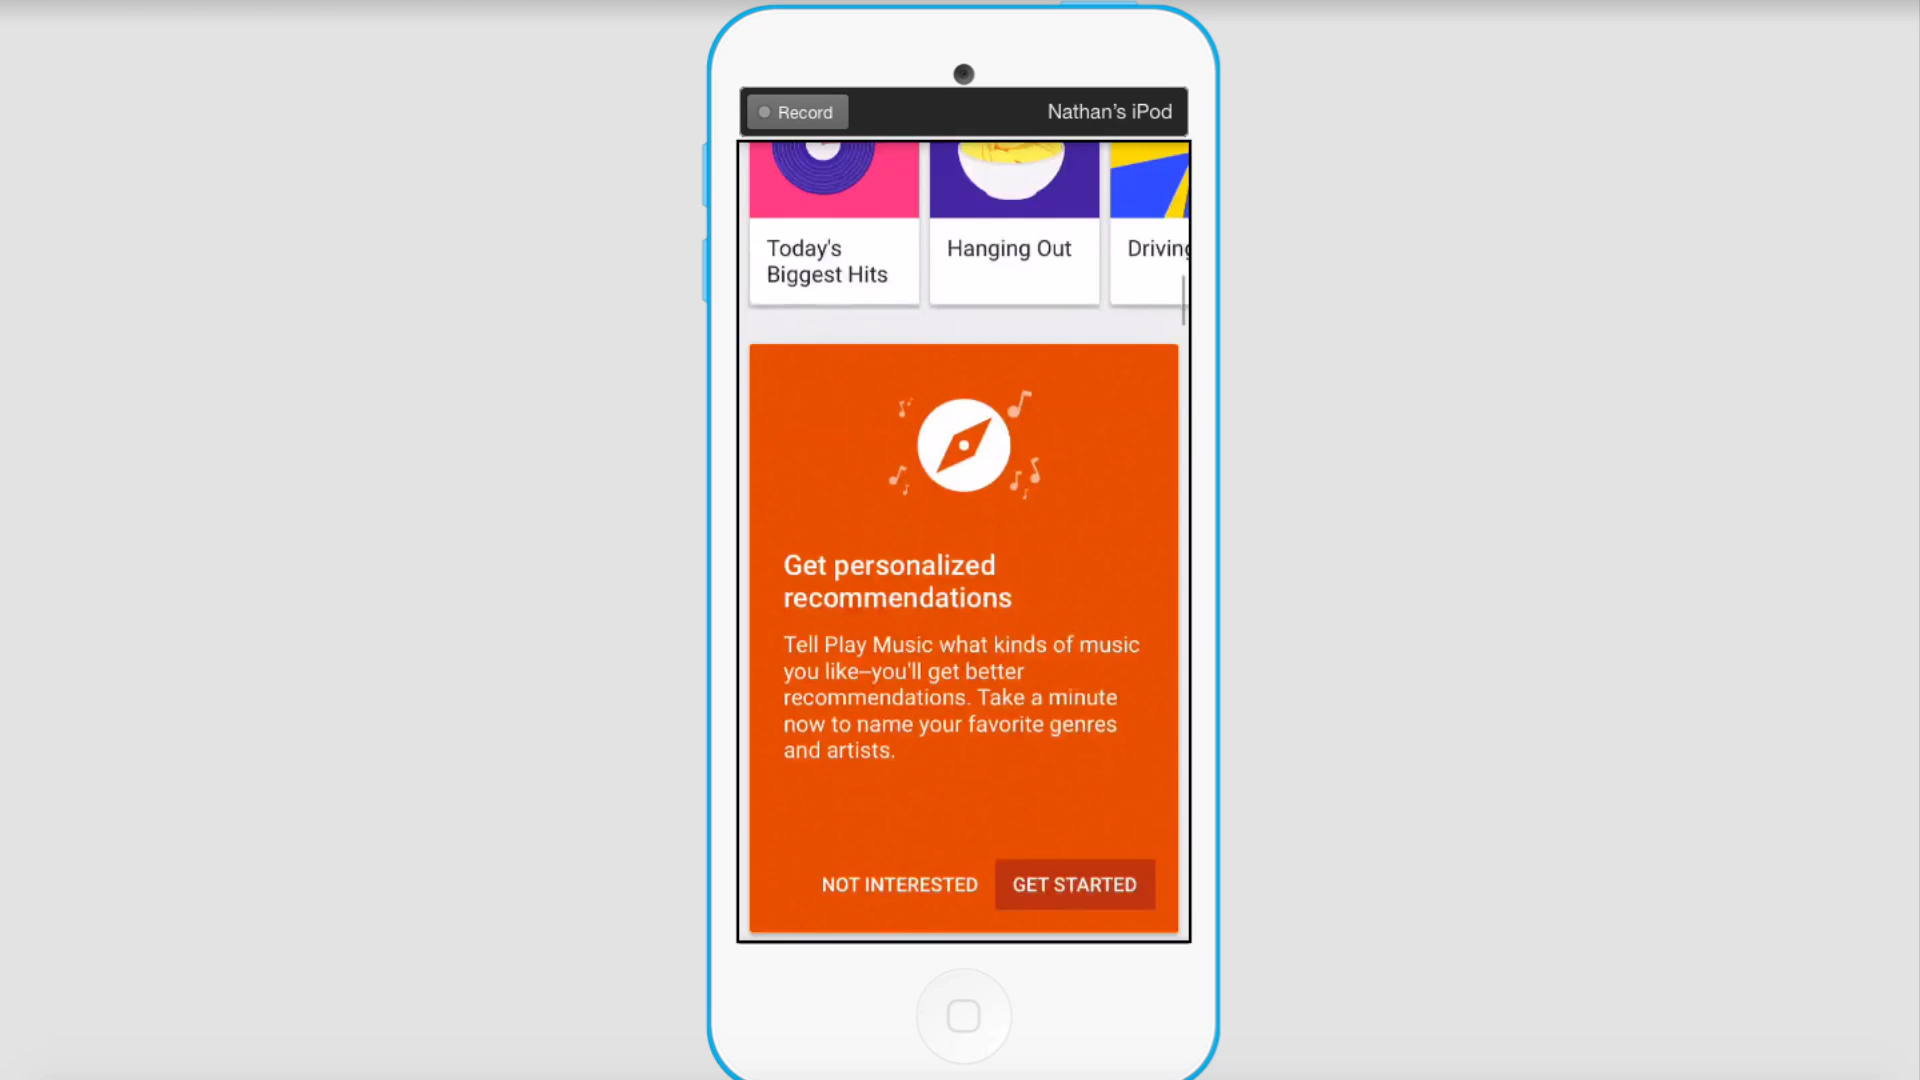 Record
Nathan's iPod
Today's
Biggest Hits
Hanging Out
Driving
Get personalized
recommendations
Tell Play Music what kinds of music
you like–you'll get better
recommendations. Take a minute
now to name your favorite genres
and artists.
NOT INTERESTED
GET STARTED